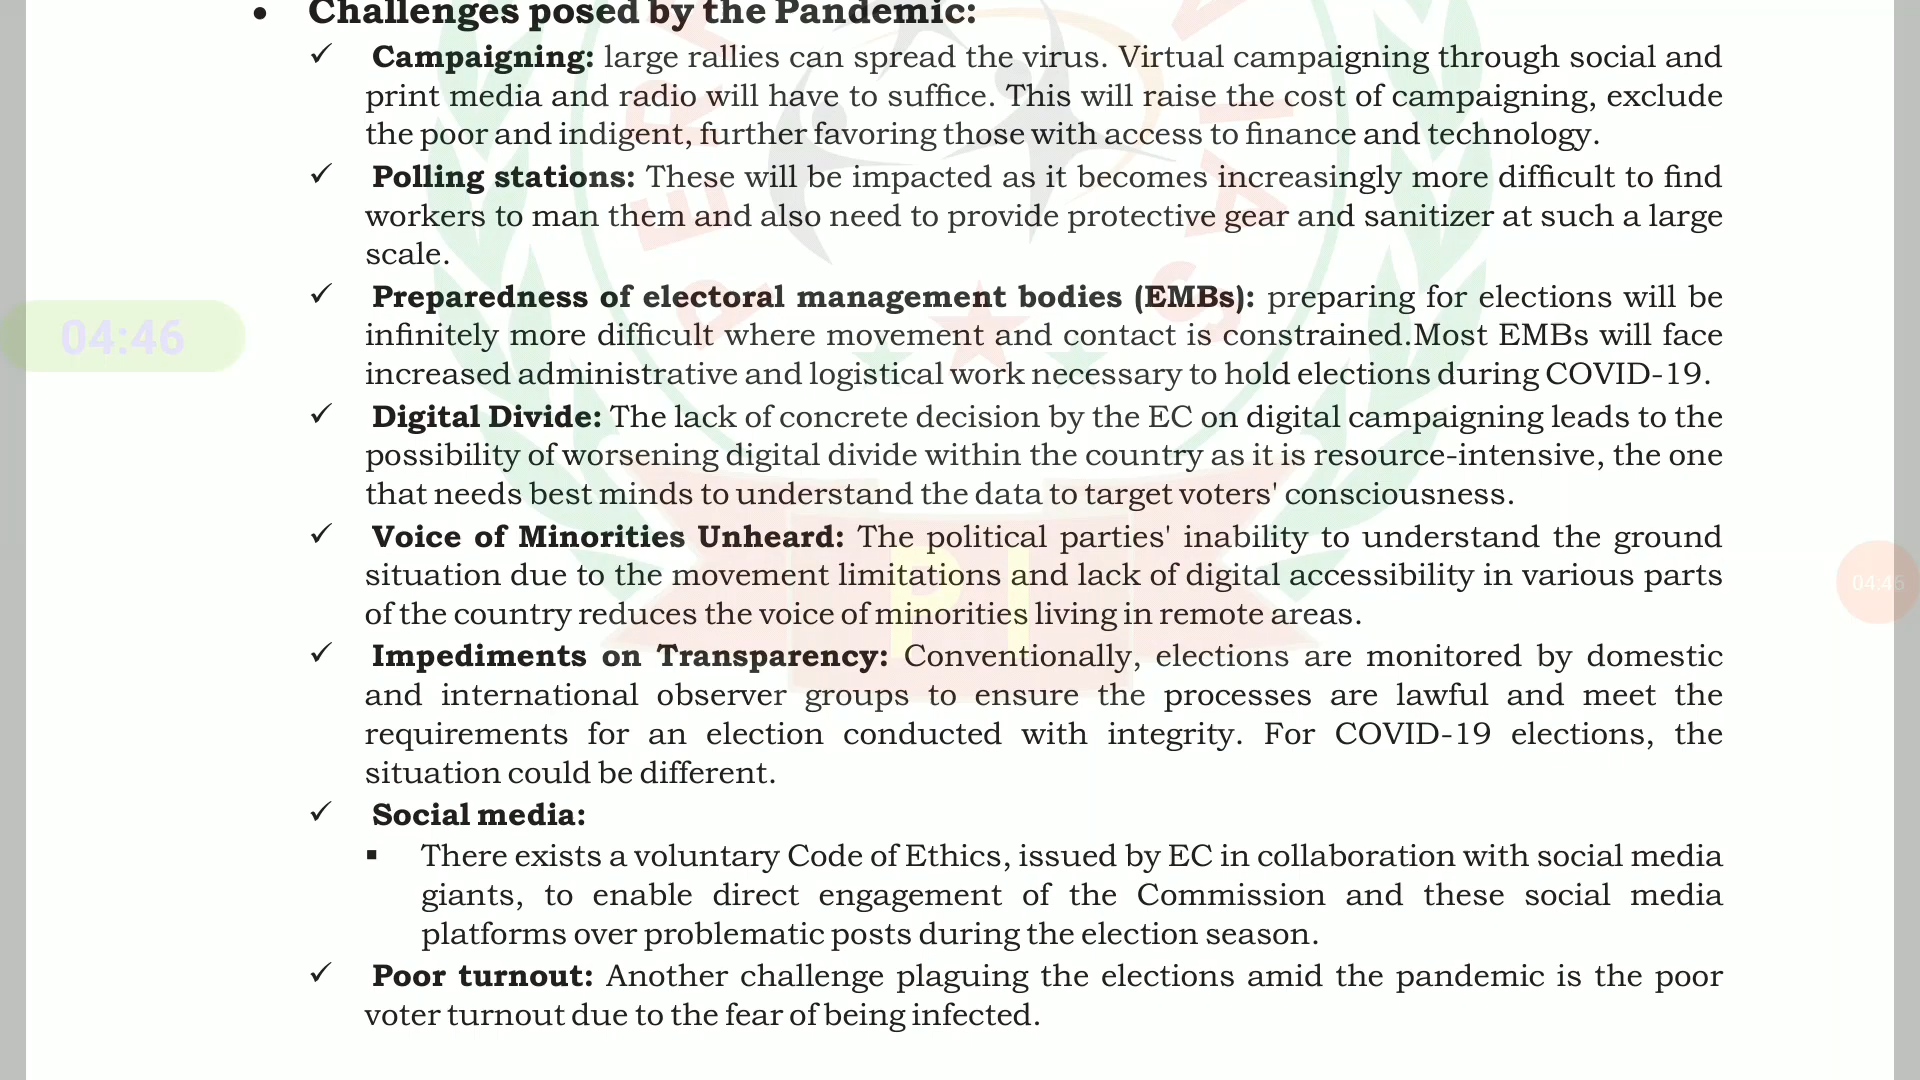 • Challenges posed by the Pandemic:
✓ Campaigning: large rallies can spread the virus. Virtual campaigning through social and
print media and radio will have to suffice. This will raise the cost of campaigning, exclude
the poor and indigent, further favoring those with access to finance and technology.
✓ Polling stations: These will be impacted as it becomes increasingly more difficult to find
workers to man them and also need to provide protective gear and sanitizer at such a large
scale.
✓ Preparedness of electoral management bodies (EMBs): preparing for elections will be
04:46
infinitely more difficult where movement and contact is constrained.Most EMBs will face
increased administrative and logistical work necessary to hold elections during COVID-19.
✓ Digital Divide: The lack of concrete decision by the EC on digital campaigning leads to the
possibility of worsening digital divide within the country as it is resource-intensive, the one
that needs best minds to understand the data to target voters' consciousness.
✓ Voice of Minorities Unheard: The political parties' inability to understand the ground
situation due to the movement limitations and lack of digital accessibility in various parts
04:46
of the country reduces the voice of minorities living in remote areas.
✓ Impediments on Transparency: Conventionally, elections are monitored by domestic
and international observer groups to ensure the processes are lawful and meet the
requirements for an election conducted with integrity. For COVID-19 elections, the
situation could be different.
✓ Social media:
▪ There exists a voluntary Code of Ethics, issued by EC in collaboration with social media
giants, to enable direct engagement of the Commission and these social media
platforms over problematic posts during the election season.
✓ Poor turnout: Another challenge plaguing the elections amid the pandemic is the poor
voter turnout due to the fear of being infected.
PI